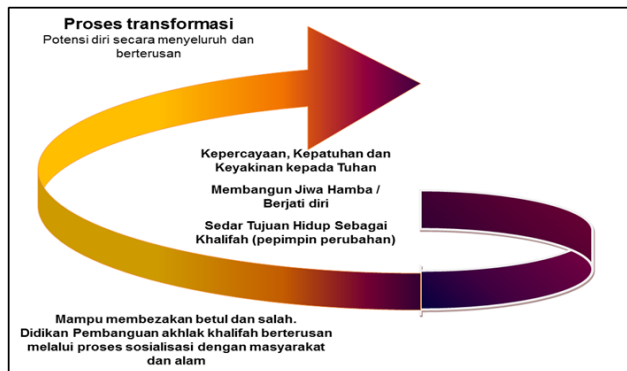 Proses transformasi
Potensi diri secara menyeluruh dan
berterusan
Kepercayaan, Kepatuhan dan
Keyakinan kepada Tuhan
Membangun Jiwa Hamba /
Berjati diri
Sedar Tujuan Hidup Sebagai
Khalifah (pepimpin perubahan)
Mampu membezakan betul dan salah.
Didikan Pembanguan akhlak khalifah berterusan
melalui proses sosialisasi dengan masyarakat
dan alam